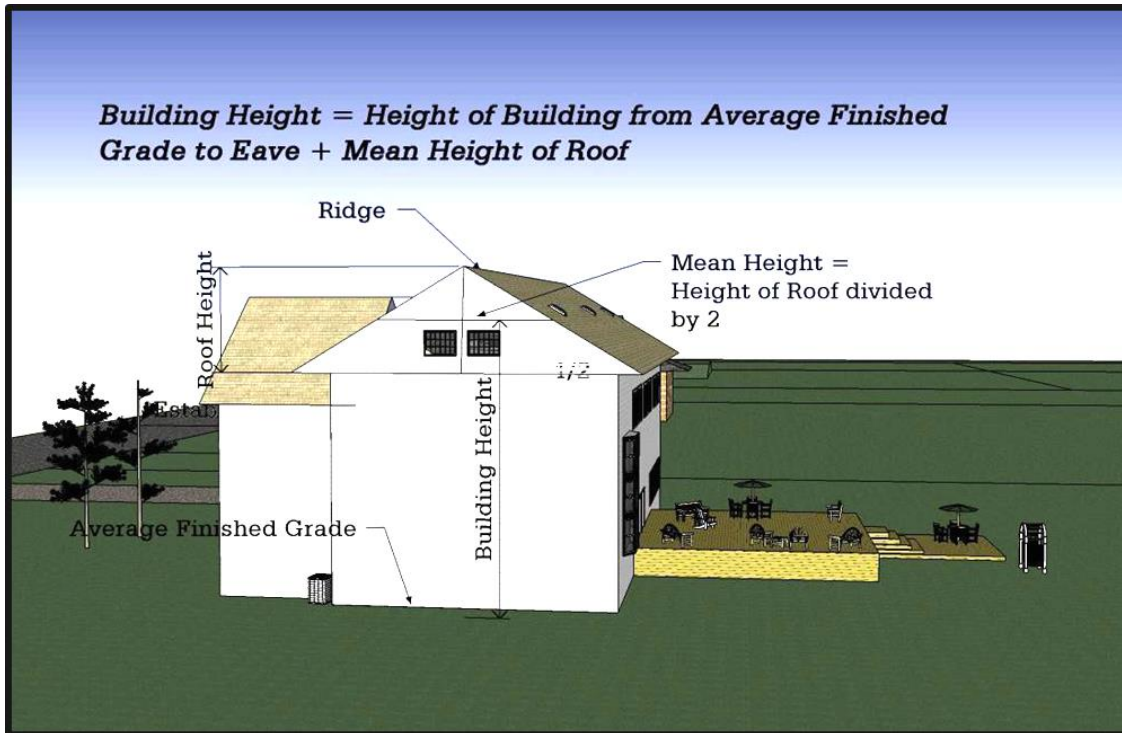 Building Height = Height of Building from Average Finished
Grade to Eave + Mean Height of Roof
Ridge
Roof Height
Mean Height =
Height of Roof divided
by 2
1/2
Building Height
Average Finished Grade